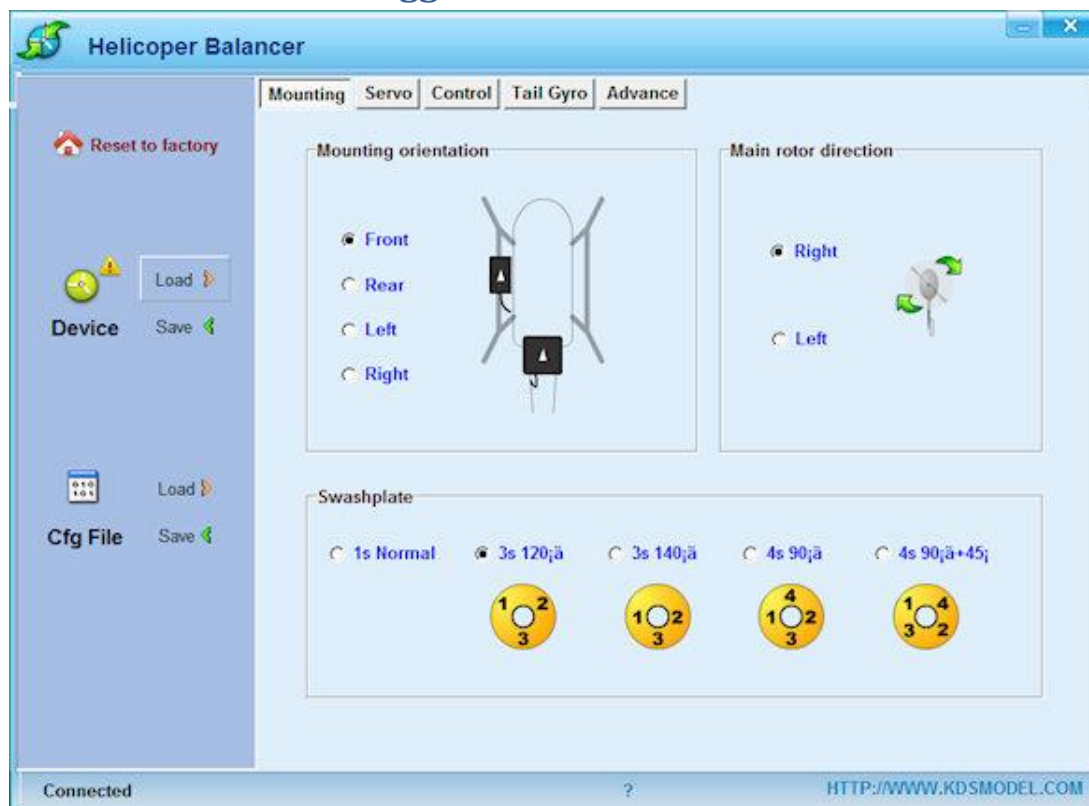 gg
Helicoper Balancer
Mounting Servo Control Tail Gyro Advance
Reset to factory
Mounting orientation
Front
Rear
Left
Right
Main rotor direction
Right
Left
Load
Device
Save
Load
Cfg File
Save
Swashplate
1s Normal 3s 120¡ä 3s 140¡ä 4s 90¡ä 4s 90¡ä+45¡
1 2
3
1 2
3
4
1 2
3
1 4
3 2
Connected
?
HTTP://WWW.KDSMODEL.COM